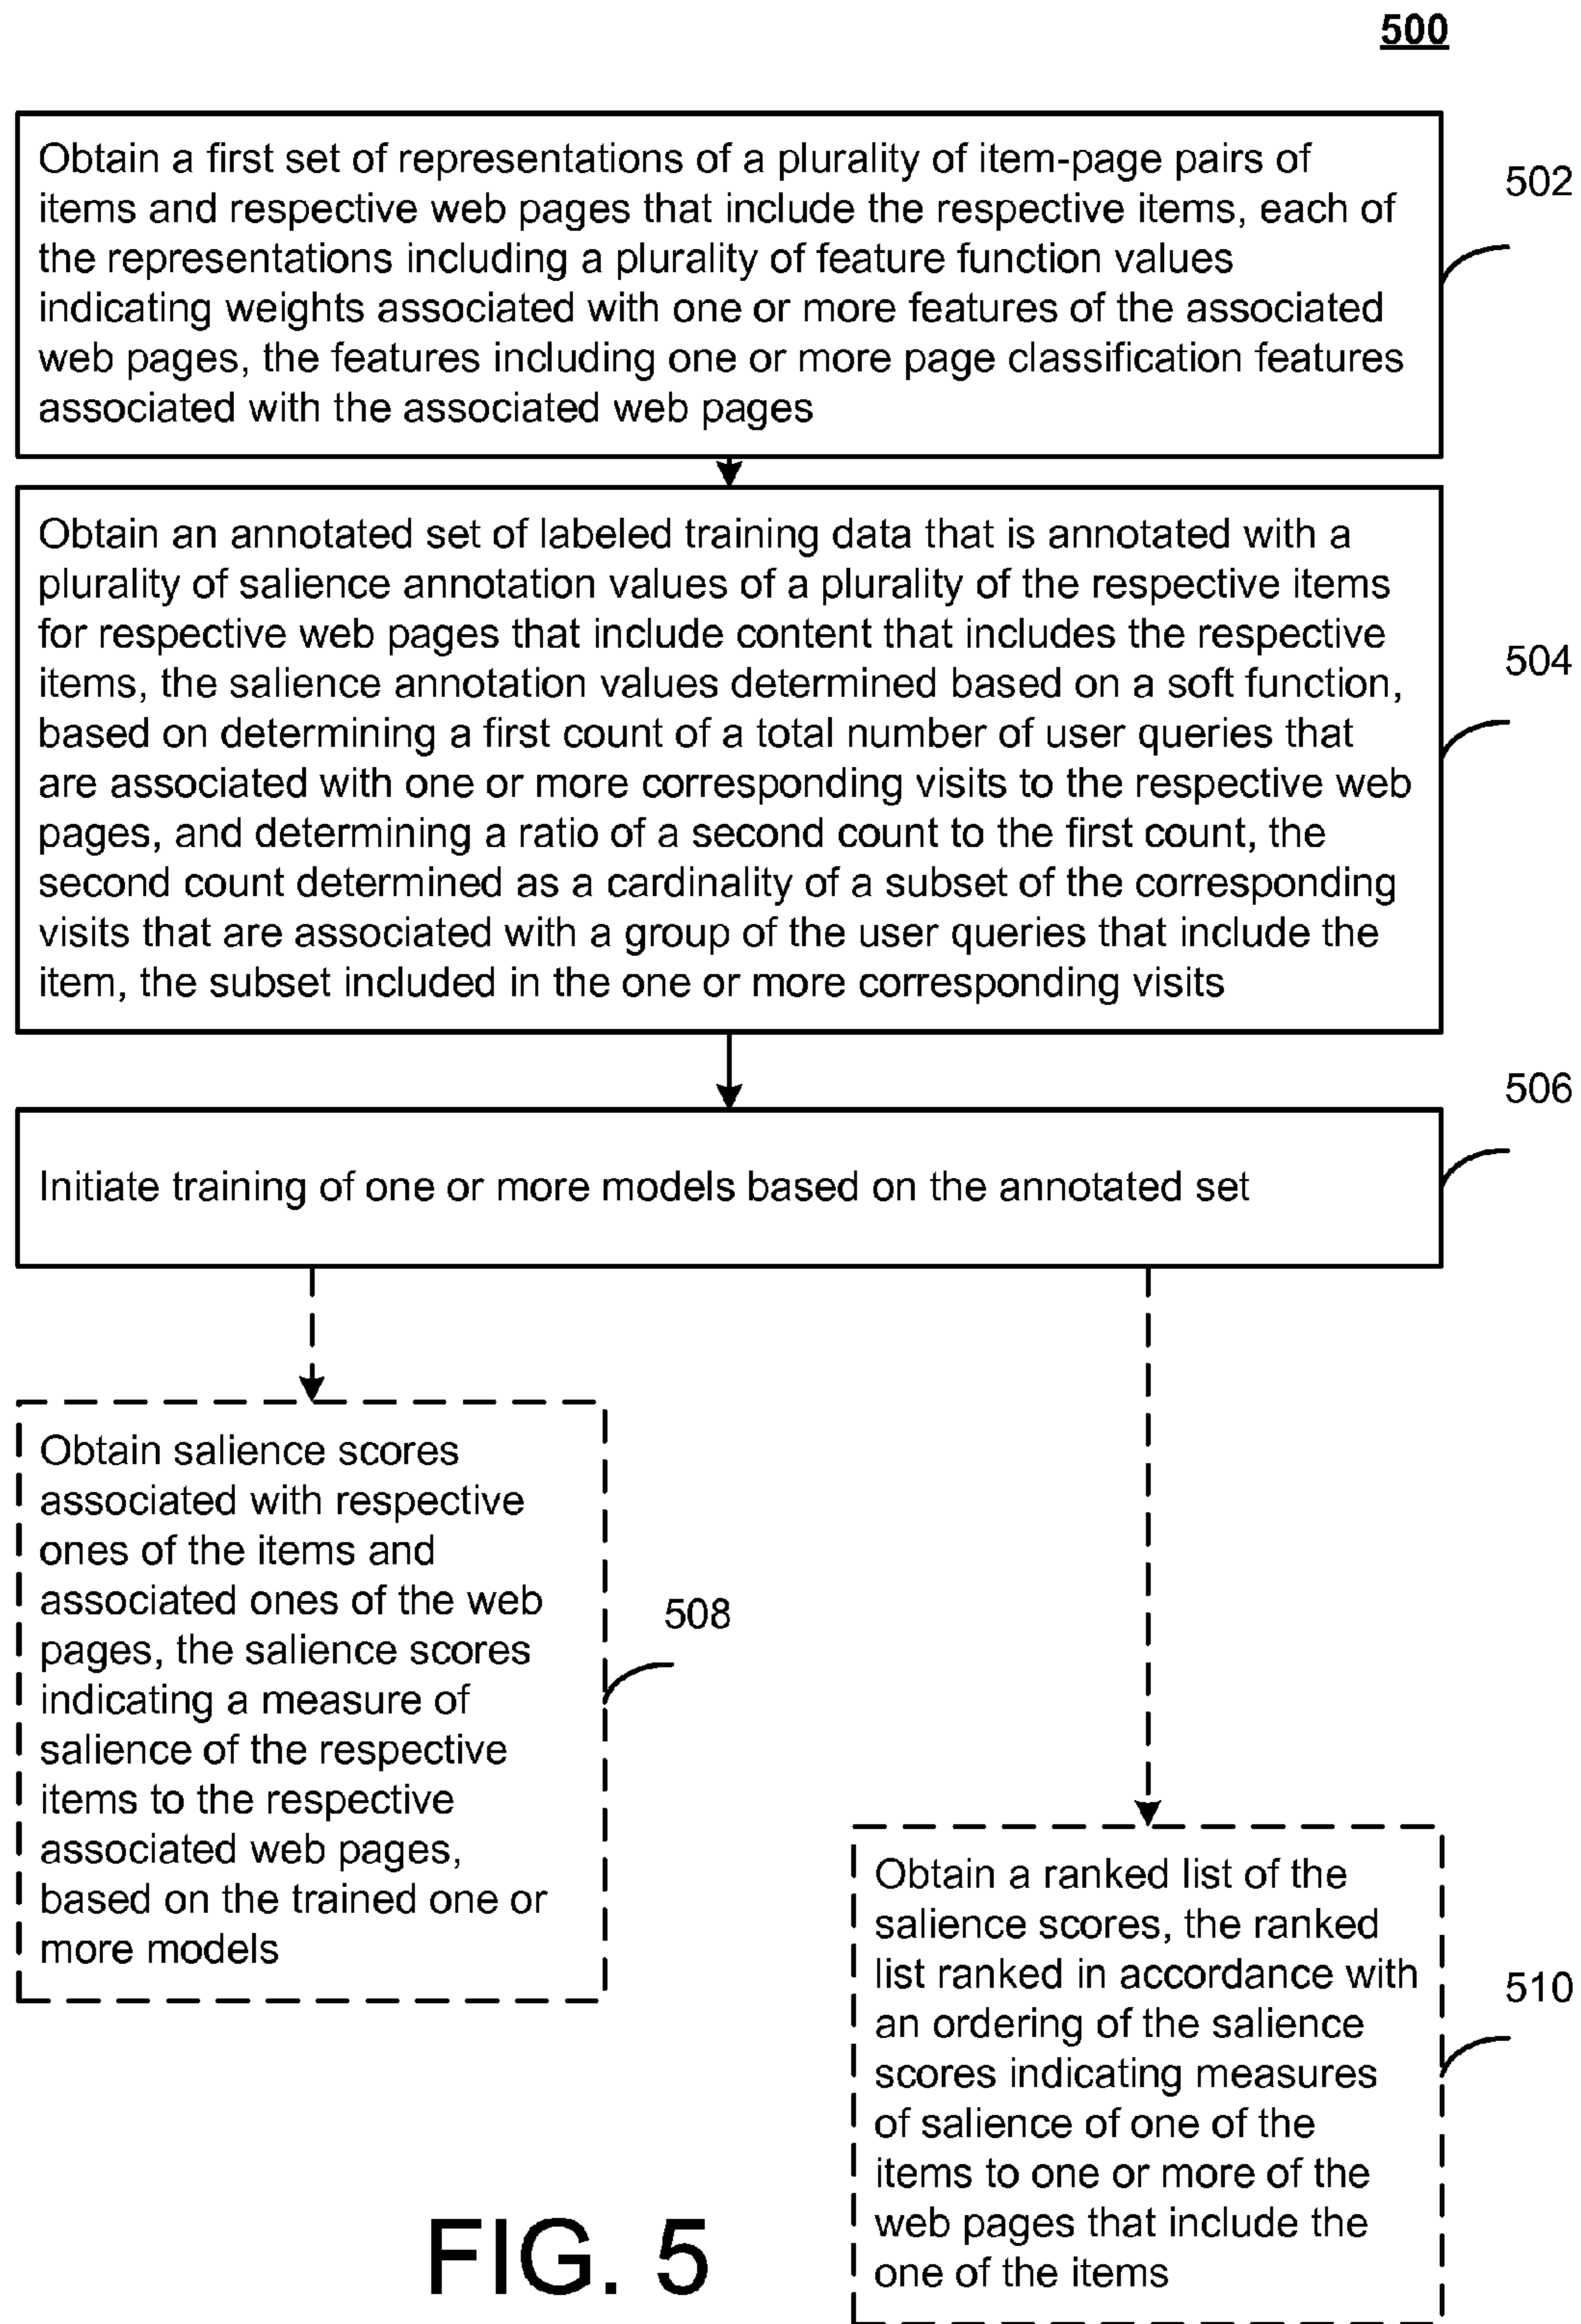 500
Obtain a first set of representations of a plurality of item-page pairs of
items and respective web pages that include the respective items, each of
the representations including a plurality of feature function values
indicating weights associated with one or more features of the associated
web pages, the features including one or more page classification features
associated with the associated web pages
502
Obtain an annotated set of labeled training data that is annotated with a
plurality of salience annotation values of a plurality of the respective items
for respective web pages that include content that includes the respective
items, the salience annotation values determined based on a soft function,
based on determining a first count of a total number of user queries that
are associated with one or more corresponding visits to the respective web
pages, and determining a ratio of a second count to the first count, the
second count determined as a cardinality of a subset of the corresponding
visits that are associated with a group of the user queries that include the
item, the subset included in the one or more corresponding visits
504
Initiate training of one or more models based on the annotated set
506
Obtain salience scores
associated with respective
ones of the items and
associated ones of the web
pages, the salience scores
indicating a measure of
salience of the respective
items to the respective
associated web pages,
based on the trained one or
more models
508
Obtain a ranked list of the
salience scores, the ranked
list ranked in accordance with
an ordering of the salience
scores indicating measures
of salience of one of the
items to one or more of the
web pages that include the
one of the items
510
FIG. 5